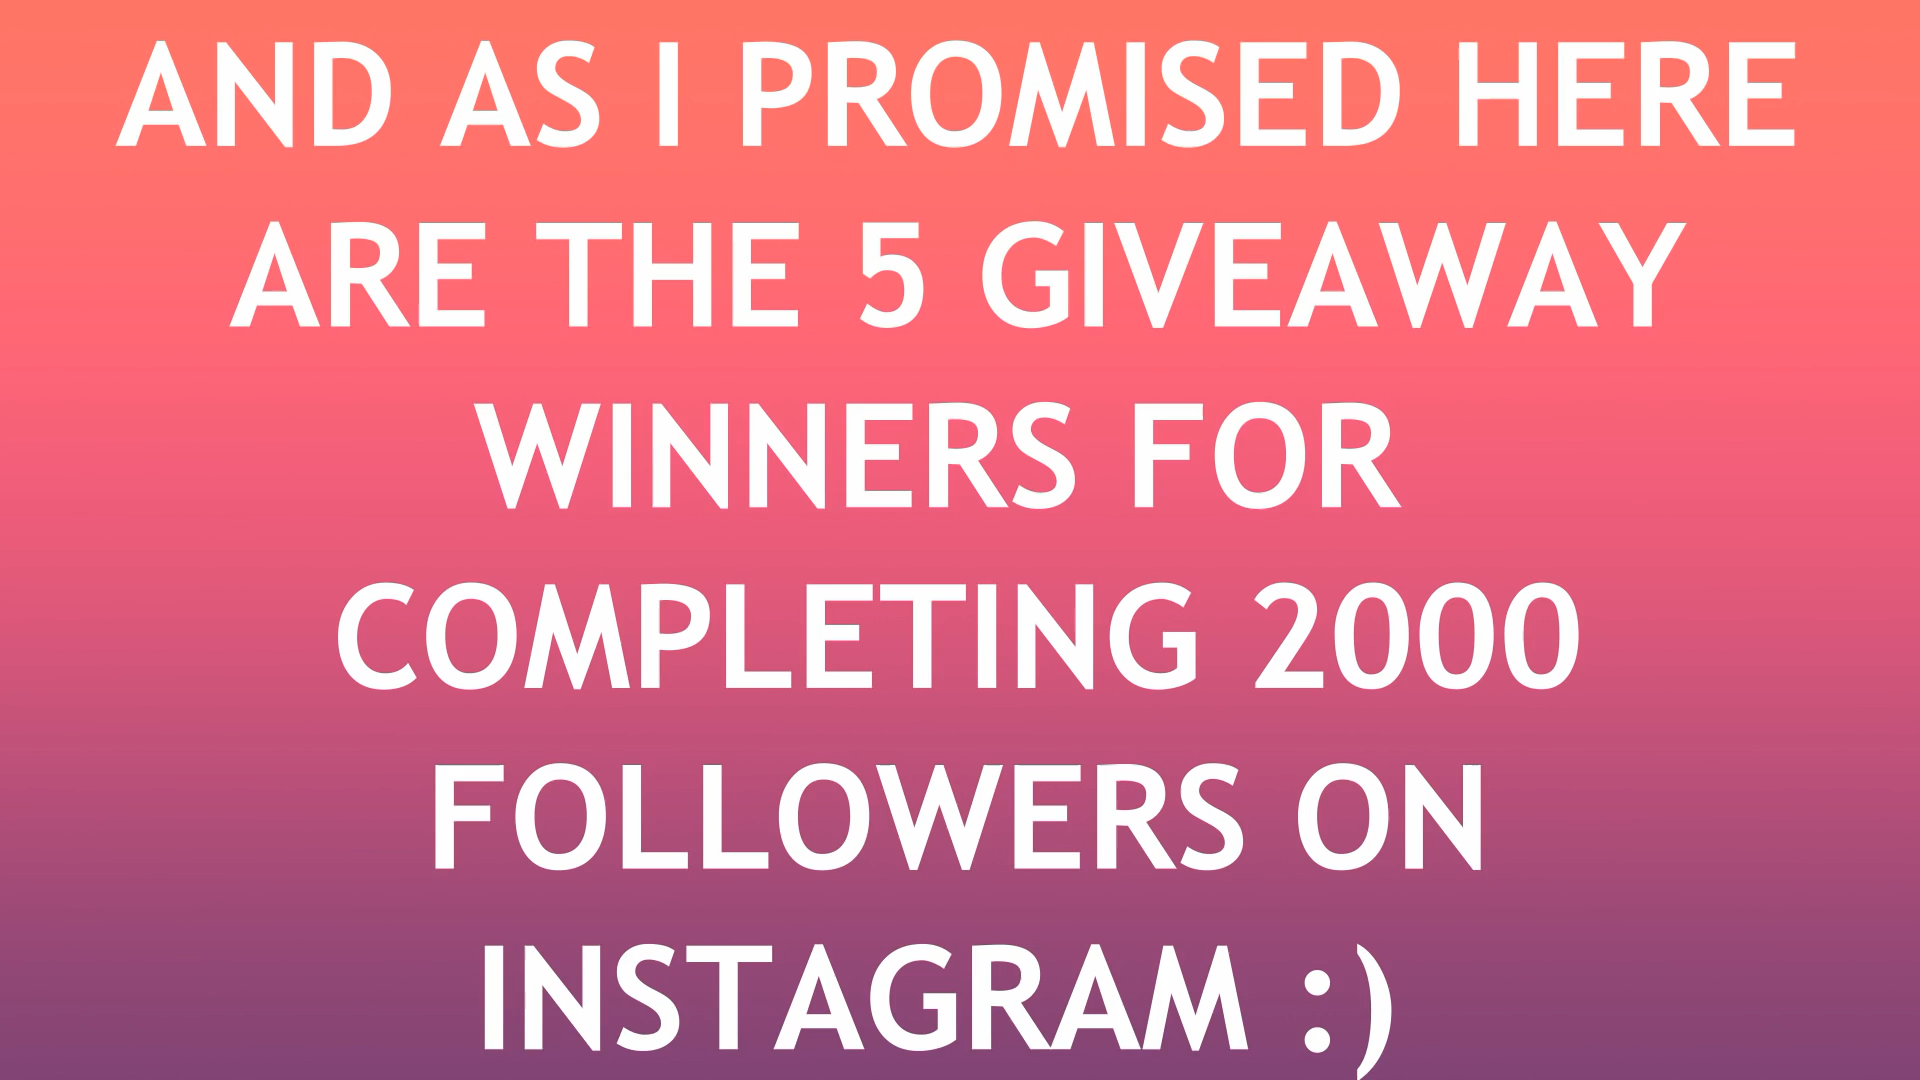 AND AS I PROMISED HERE
ARE THE 5 GIVEAWAY
WINNERS FOR
COMPLETING 2000
FOLLOWERS ON
INSTAGRAM :)